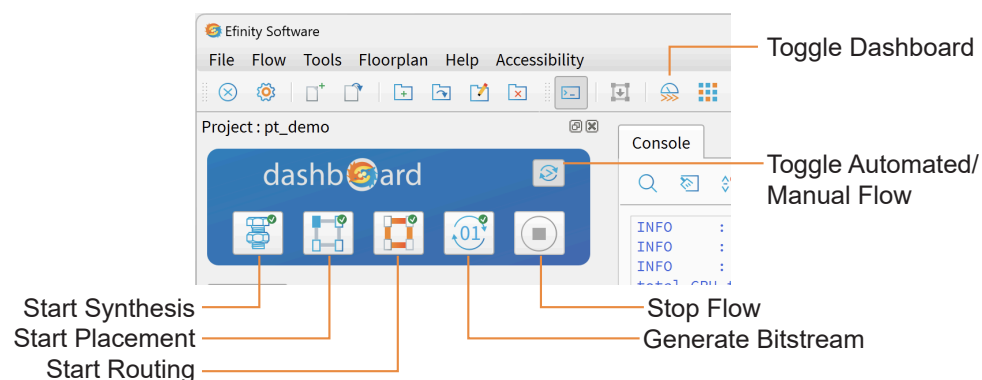 Efinity Software
File Flow Tools Floorplan Help Accessibility
Toggle Dashboard
Project : pt_demo
Console
dashboard
Toggle Automated/
Manual Flow
01
INFO :
INFO :
INFO :
Start Synthesis
Stop Flow
Start Placement
Generate Bitstream
Start Routing